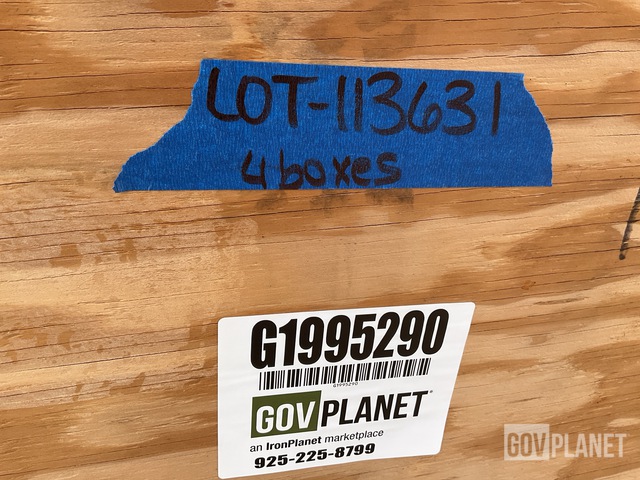 LOT-113631
4 boxes
G1995290
G1995290
GOVPLANET
an IronPlanet marketplace
925-225-8799
GOVPLANET